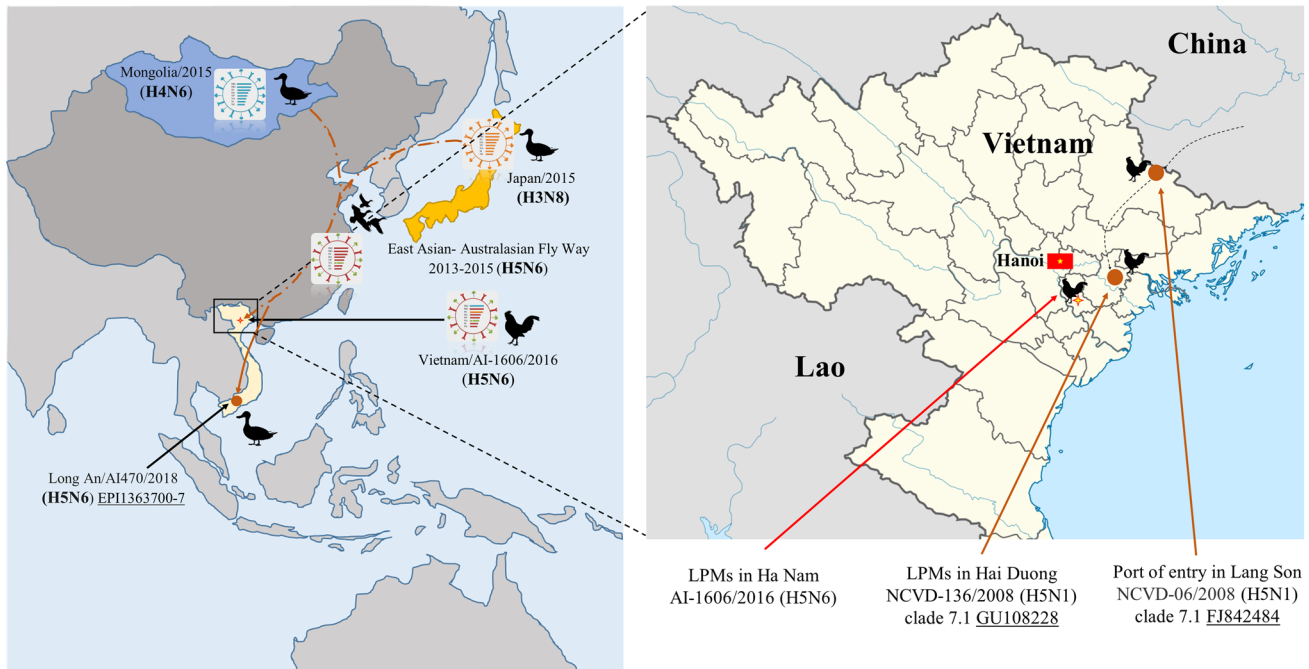 Mongolia/2015
(H4N6)
Japan/2015
(H3N8)
East Asian- Australasian Fly Way
2013-2015 (H5N6)
Vietnam/AI-1606/2016
(H5N6)
Long An/AI470/2018
(H5N6) EPI1363700-7
China
Vietnam
Hanoi
Lao
LPMs in Ha Nam
AI-1606/2016 (H5N6)
LPMs in Hai Duong
NCVD-136/2008 (H5N1)
clade 7.1 GU108228
Port of entry in Lang Son
NCVD-06/2008 (H5N1)
clade 7.1 FJ842484